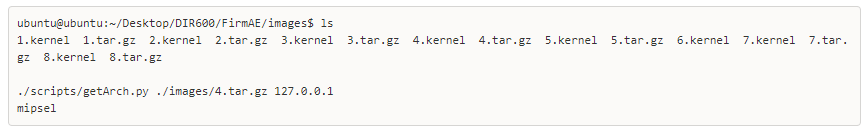 ubuntu@ubuntu:~/Desktop/DIR600/FirmAE/images$ ls
1.kernel  1.tar.gz  2.kernel  2.tar.gz  3.kernel  3.tar.gz  4.kernel  4.tar.gz  5.kernel  5.tar.gz  6.kernel  7.kernel  7.tar.
gz  8.kernel  8.tar.gz
./scripts/getArch.py ./images/4.tar.gz 127.0.0.1
mipsel